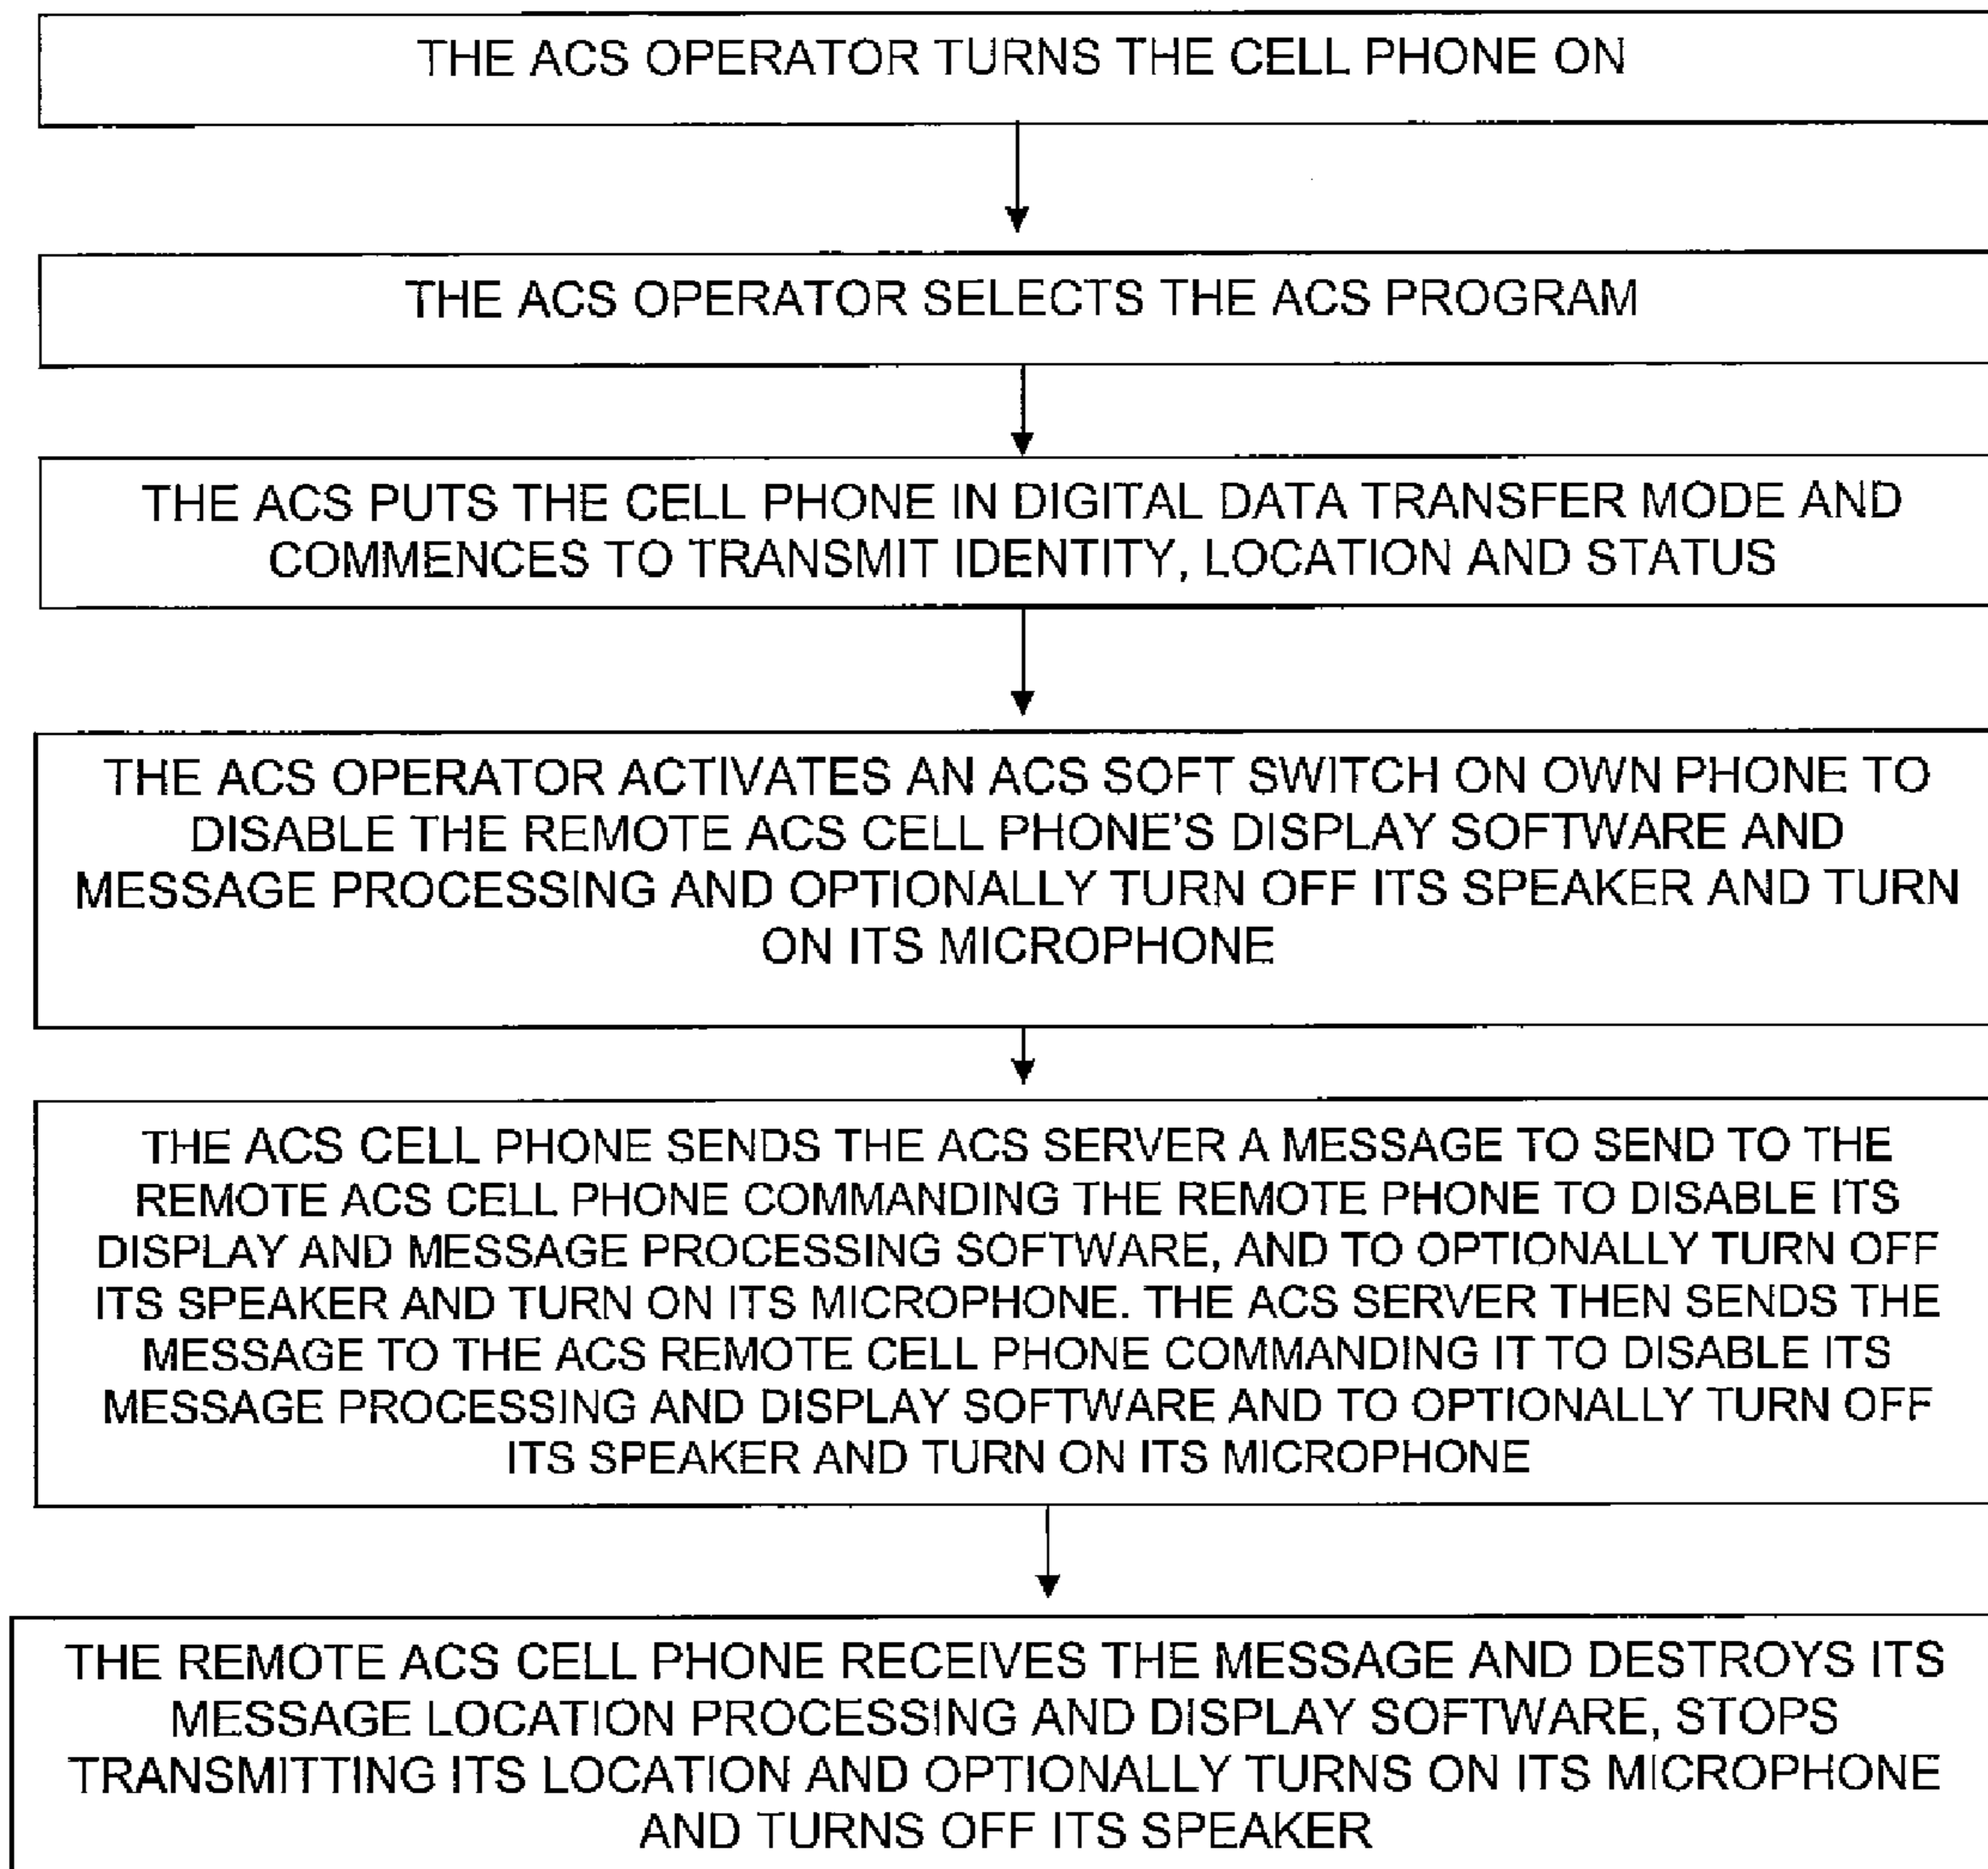 THE ACS OPERATOR TURNS THE CELL PHONE ON
THE ACS OPERATOR SELECTS THE ACS PROGRAM
THE ACS PUTS THE CELL PHONE IN DIGITAL DATA TRANSFER MODE AND
COMMENCES TO TRANSMIT IDENTITY, LOCATION AND STATUS
THE ACS OPERATOR ACTIVATES AN ACS SOFT SWITCH ON OWN PHONE TO
DISABLE THE REMOTE ACS CELL PHONE'S DISPLAY SOFTWARE AND
MESSAGE PROCESSING AND OPTIONALLY TURN OFF ITS SPEAKER AND TURN
ON ITS MICROPHONE
THE ACS CELL PHONE SENDS THE ACS SERVER A MESSAGE TO SEND TO THE
REMOTE ACS CELL PHONE COMMANDING THE REMOTE PHONE TO DISABLE ITS
DISPLAY AND MESSAGE PROCESSING SOFTWARE, AND TO OPTIONALLY TURN OFF
ITS SPEAKER AND TURN ON ITS MICROPHONE. THE ACS SERVER THEN SENDS THE
MESSAGE TO THE ACS REMOTE CELL PHONE COMMANDING IT TO DISABLE ITS
MESSAGE PROCESSING AND DISPLAY SOFTWARE AND TO OPTIONALLY TURN OFF
ITS SPEAKER AND TURN ON ITS MICROPHONE
THE REMOTE ACS CELL PHONE RECEIVES THE MESSAGE AND DESTROYS ITS
MESSAGE LOCATION PROCESSING AND DISPLAY SOFTWARE, STOPS
TRANSMITTING ITS LOCATION AND OPTIONALLY TURNS ON ITS MICROPHONE
AND TURNS OFF ITS SPEAKER